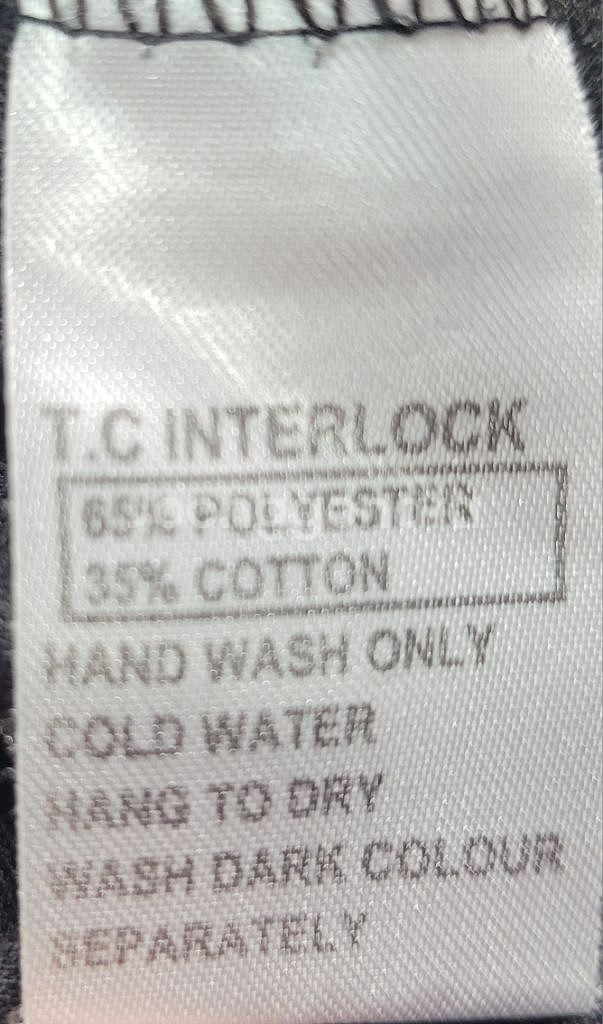 T.C INTERLOCK
65% POLYESTER
35% COTTON
HAND WASH ONLY
COLD WATER
HANG TO DRY
WASH DARK COLOUR
SEPARATELY